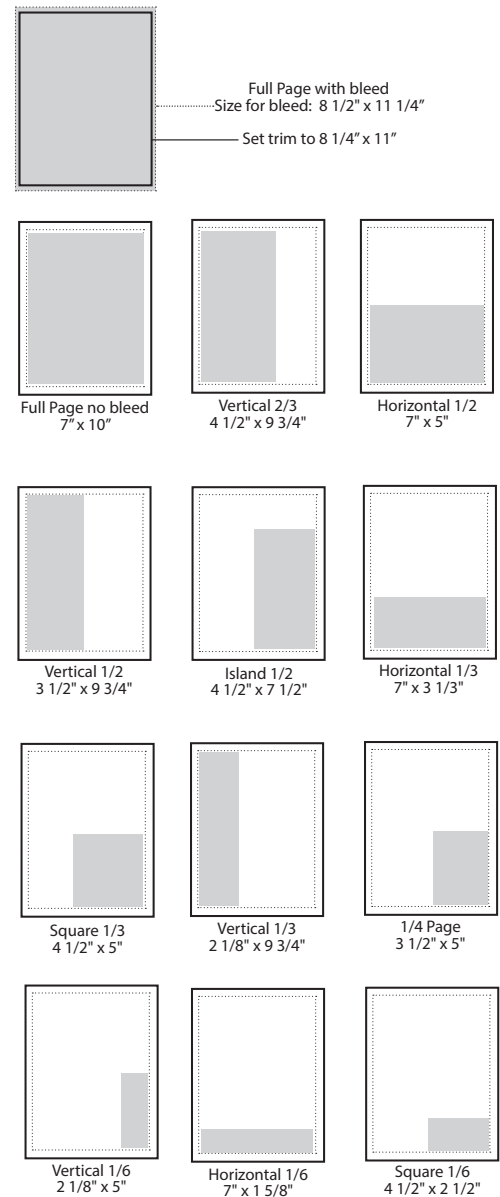 Full Page with bleed
Size for bleed: 8 1/2" x 11 1/4"
Set trim to 8 1/4" x 11"
Full Page no bleed
7" x 10"
Vertical 2/3
4 1/2" x 9 3/4"
Horizontal 1/2
7" x 5"
Vertical 1/2
3 1/2" x 9 3/4"
Island 1/2
4 1/2" x 7 1/2"
Horizontal 1/3
7" x 3 1/3"
Square 1/3
4 1/2" x 5"
Vertical 1/3
2 1/8" x 9 3/4"
1/4 Page
3 1/2" x 5"
Vertical 1/6
2 1/8" x 5"
Horizontal 1/6
7" x 1 5/8"
Square 1/6
4 1/2" x 2 1/2"